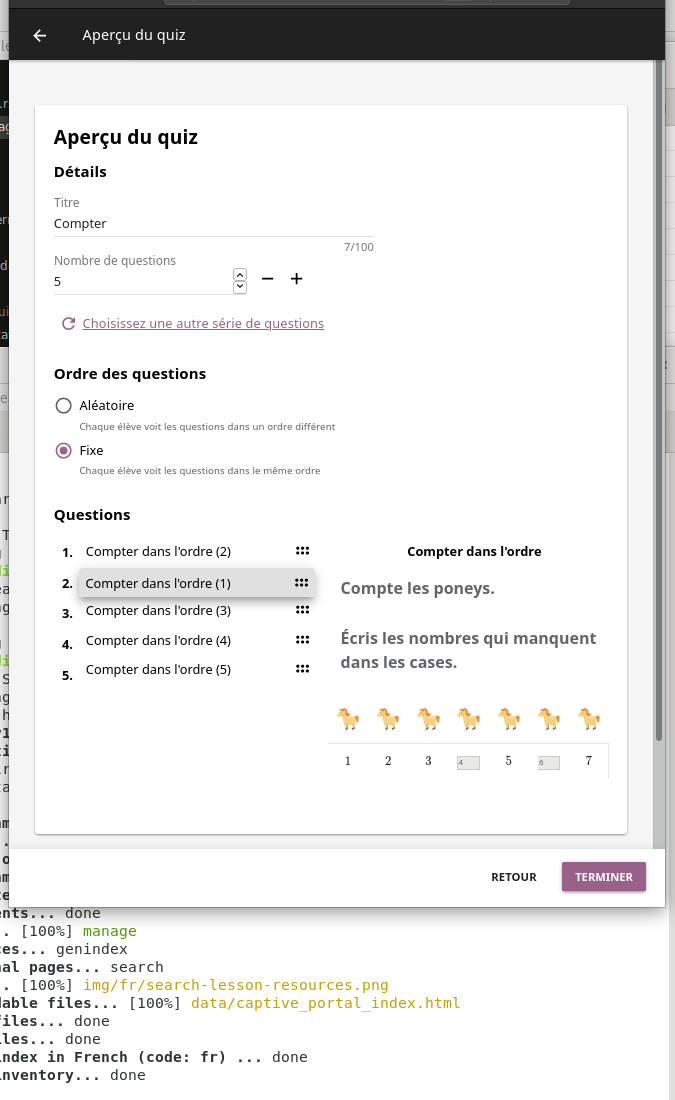 Aperçu du quiz
Aperçu du quiz
Détails
Titre
Compter
7/100
Nombre de questions
5
Choisissez une autre série de questions
Ordre des questions
Aléatoire
Chaque élève voit les questions dans un ordre différent
Fixe
Chaque élève voit les questions dans le même ordre
Questions
1. Compter dans l'ordre (2)
2. Compter dans l'ordre (1)
3. Compter dans l'ordre (3)
4. Compter dans l'ordre (4)
5. Compter dans l'ordre (5)
Compter dans l'ordre
Compte les poneys.
Écris les nombres qui manquent
dans les cases.
1 2 3 4 5 6 7
RETOUR
TERMINER
ents... done
. [100%] manage
ces... genindex
nal pages... search
. [100%] img/fr/search-lesson-resources.png
dable files... [100%] data/captive_portal_index.html
files... done
iles... done
index in French (code: fr) ... done
inventory... done